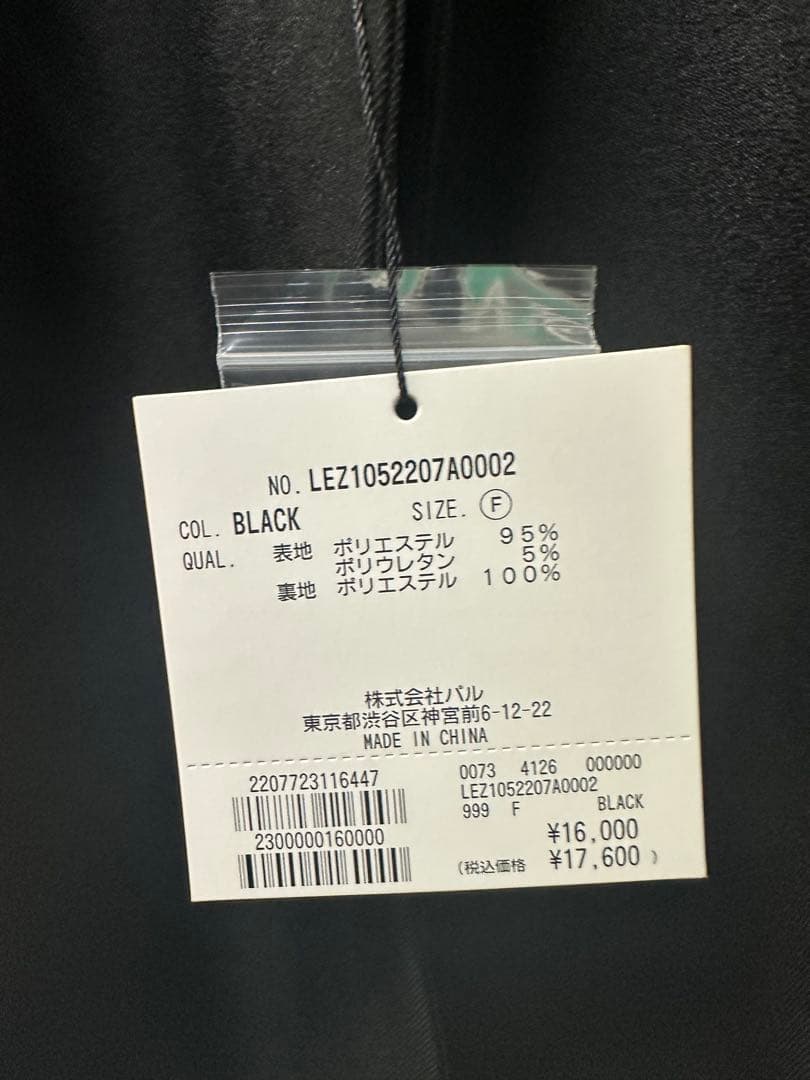 NO. LEZ1052207A0002
COL. BLACK SIZE. Ⓕ
QUAL. 表地 ポリエステル 95%
ポリウレタン 5%
裏地 ポリエステル 100%
株式会社パル
東京都渋谷区神宮前6-12-22
MADE IN CHINA
2207723116447
2300000160000
0073 4126 000000
LEZ1052207A0002
999 F BLACK
¥16,000
(税込価格 ¥17,600 )